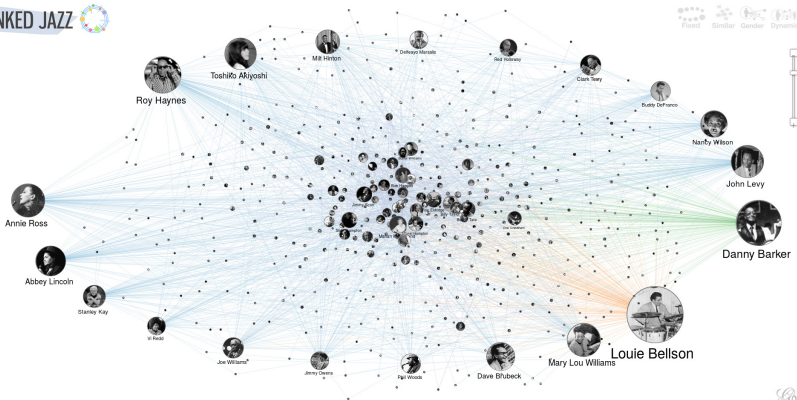 NKED JAZZ
Fixed
Similar
Gender
Dynamic
Milt Hinton
Delfeayo Marsalis
Red Holloway
Toshiko Akiyoshi
Clark Terry
Roy Haynes
Buddy DeFranco
Nancy Wilson
John Levy
Annie Ross
Danny Barker
Abbey Lincoln
Stanley Kay
Vi Redd
Louie Bellson
Joe Williams
Mary Lou Williams
Jimmy Owens
Phil Woods
Dave Brubeck